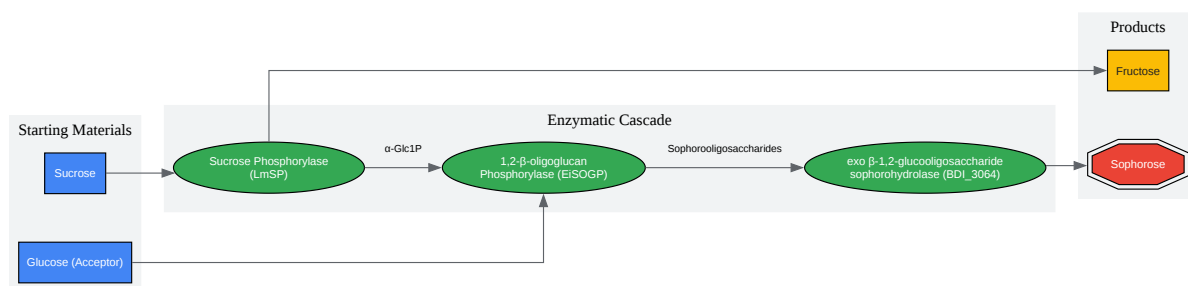 Products
Fructose
Enzymatic Cascade
Starting Materials
Sucrose
Sucrose Phosphorylase
(LmSP)
α-Glc1P
1,2-β-oligoglucan
Phosphorylase (EiSOGP)
Sophorooligosaccharides
exo β-1,2-glucooligosaccharide
sophorohydrolase (BDI_3064)
Sophorose
Glucose (Acceptor)